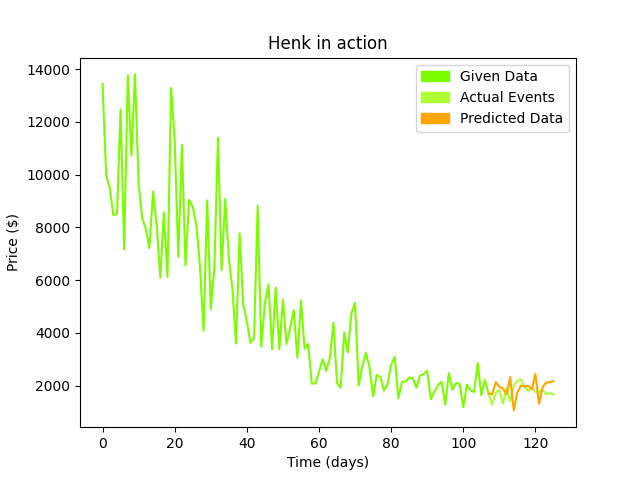 Henk in action
Given Data
Actual Events
Predicted Data
Price ($)
14000
12000
10000
8000
6000
4000
2000
0 20 40 60 80 100 120
Time (days)